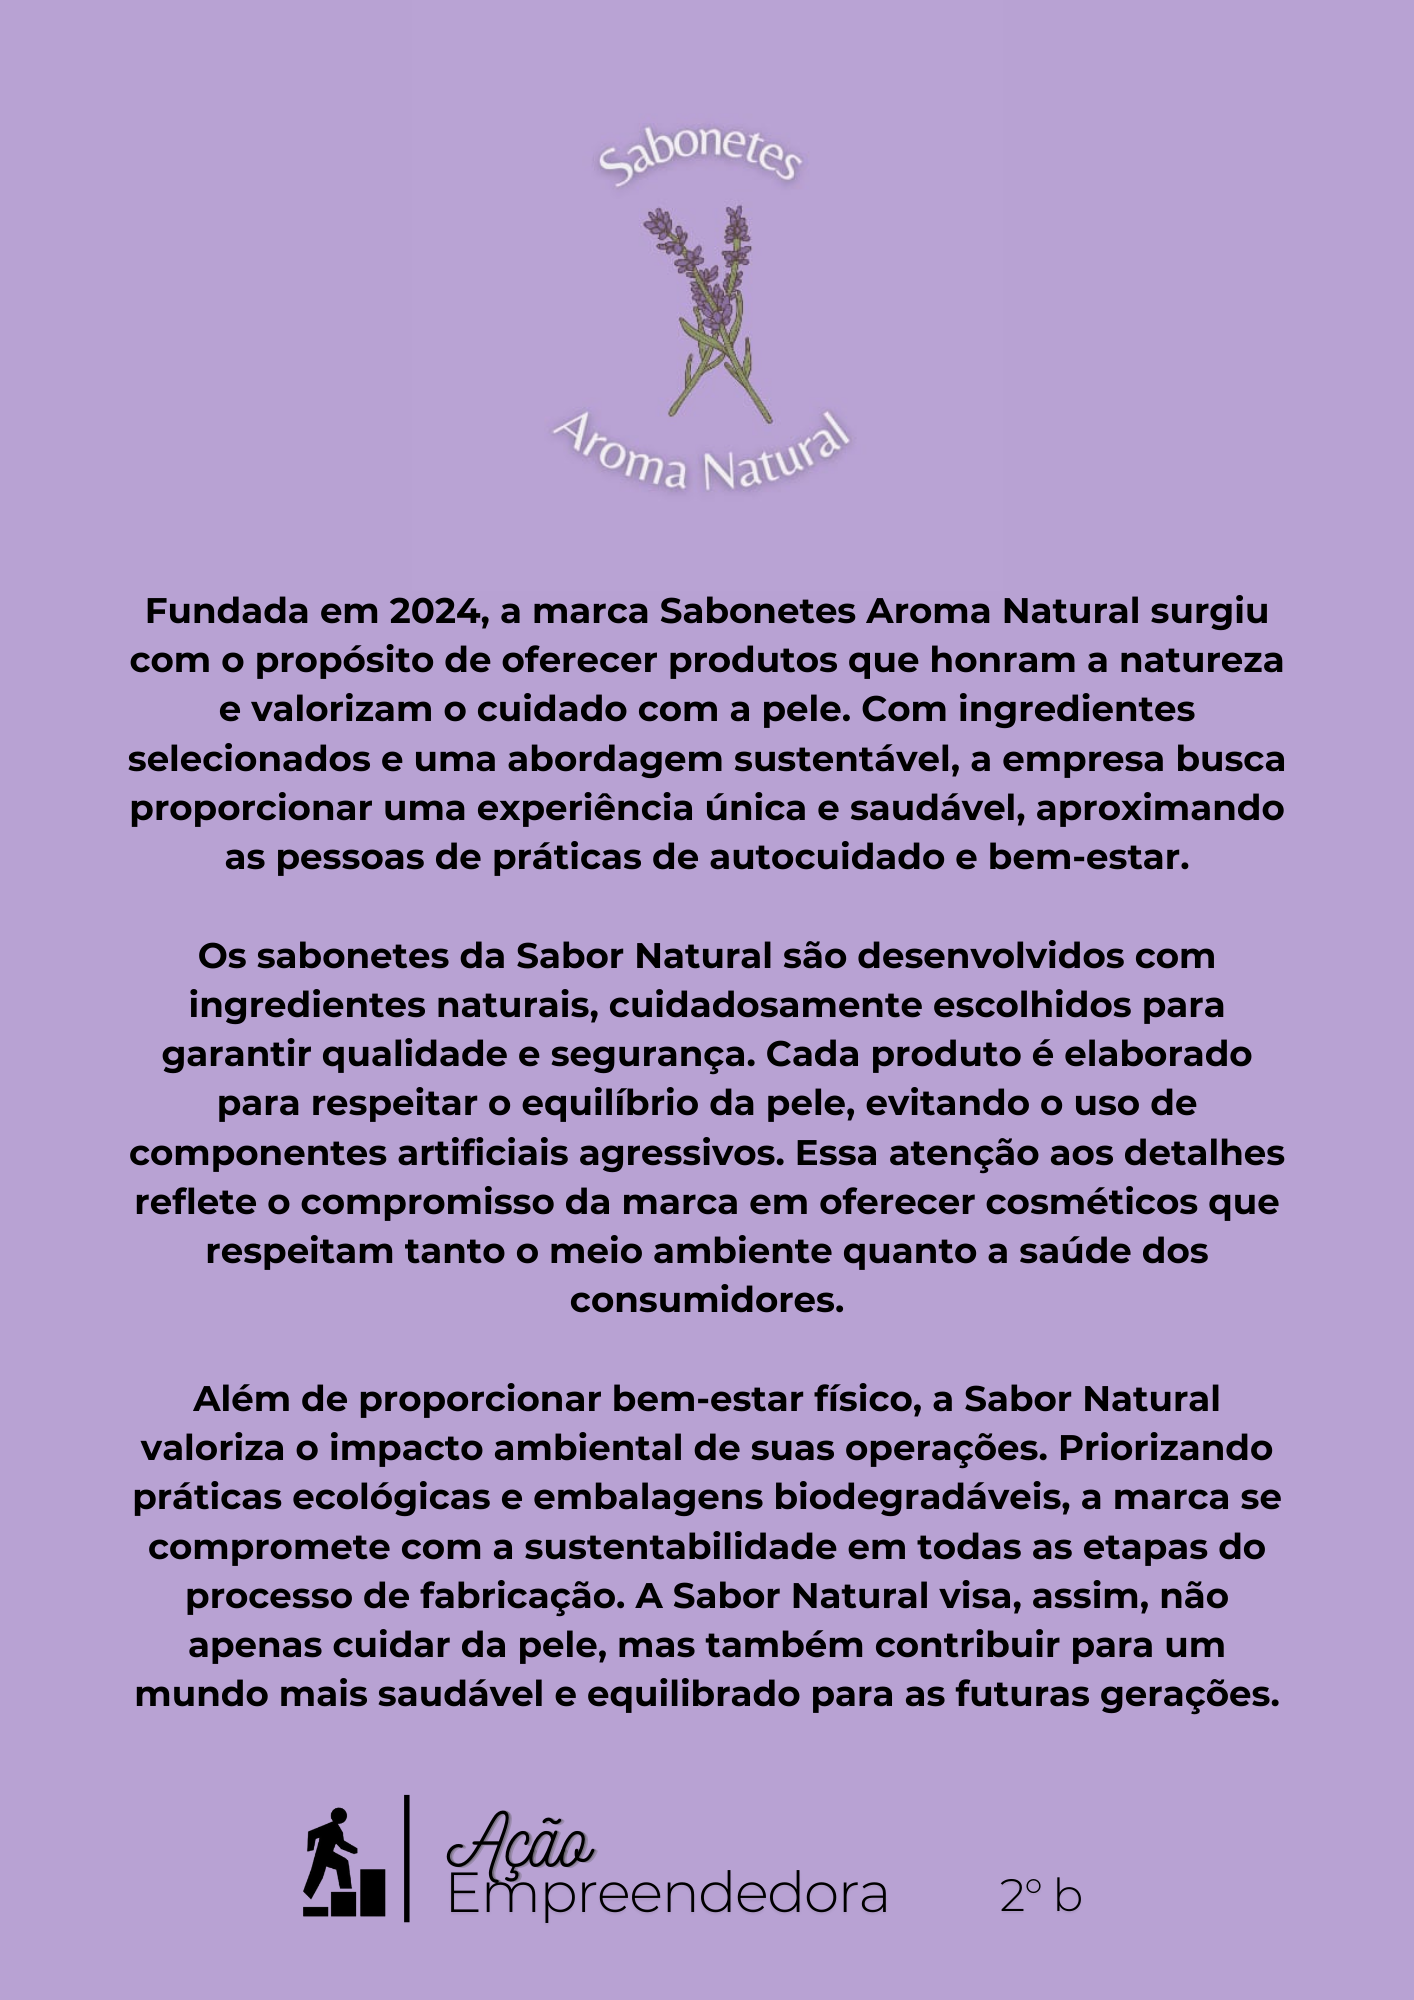 Sabonetes
Aroma Natural
Fundada em 2024, a marca Sabonetes Aroma Natural surgiu
com o propósito de oferecer produtos que honram a natureza
e valorizam o cuidado com a pele. Com ingredientes
selecionados e uma abordagem sustentável, a empresa busca
proporcionar uma experiência única e saudável, aproximando
as pessoas de práticas de autocuidado e bem-estar.
Os sabonetes da Sabor Natural são desenvolvidos com
ingredientes naturais, cuidadosamente escolhidos para
garantir qualidade e segurança. Cada produto é elaborado
para respeitar o equilíbrio da pele, evitando o uso de
componentes artificiais agressivos. Essa atenção aos detalhes
reflete o compromisso da marca em oferecer cosméticos que
respeitam tanto o meio ambiente quanto a saúde dos
consumidores.
Além de proporcionar bem-estar físico, a Sabor Natural
valoriza o impacto ambiental de suas operações. Priorizando
práticas ecológicas e embalagens biodegradáveis, a marca se
compromete com a sustentabilidade em todas as etapas do
processo de fabricação. A Sabor Natural visa, assim, não
apenas cuidar da pele, mas também contribuir para um
mundo mais saudável e equilibrado para as futuras gerações.
Ação
Empreendedora 2º b